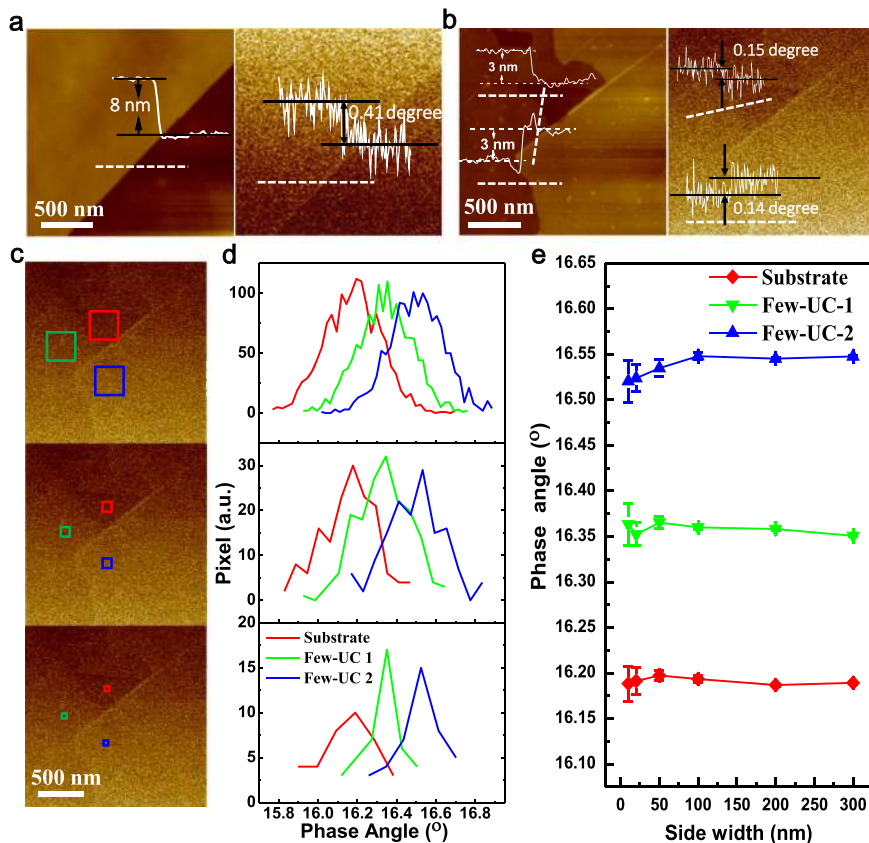 a
8 nm
0.41 degree
500 nm
b
3 nm
3 nm
0.15 degree
0.14 degree
500 nm
c
500 nm
d
100
50
0
30
20
10
0
20
15
10
5
0
Pixel (a.u.)
Substrate
Few-UC 1
Few-UC 2
15.8 16.0 16.2 16.4 16.6 16.8
Phase Angle (O)
e
16.65
16.60
16.55
16.50
16.45
16.40
16.35
16.30
16.25
16.20
16.15
16.10
Phase angle (O)
Substrate
Few-UC-1
Few-UC-2
0 50 100 150 200 250 300
Side width (nm)